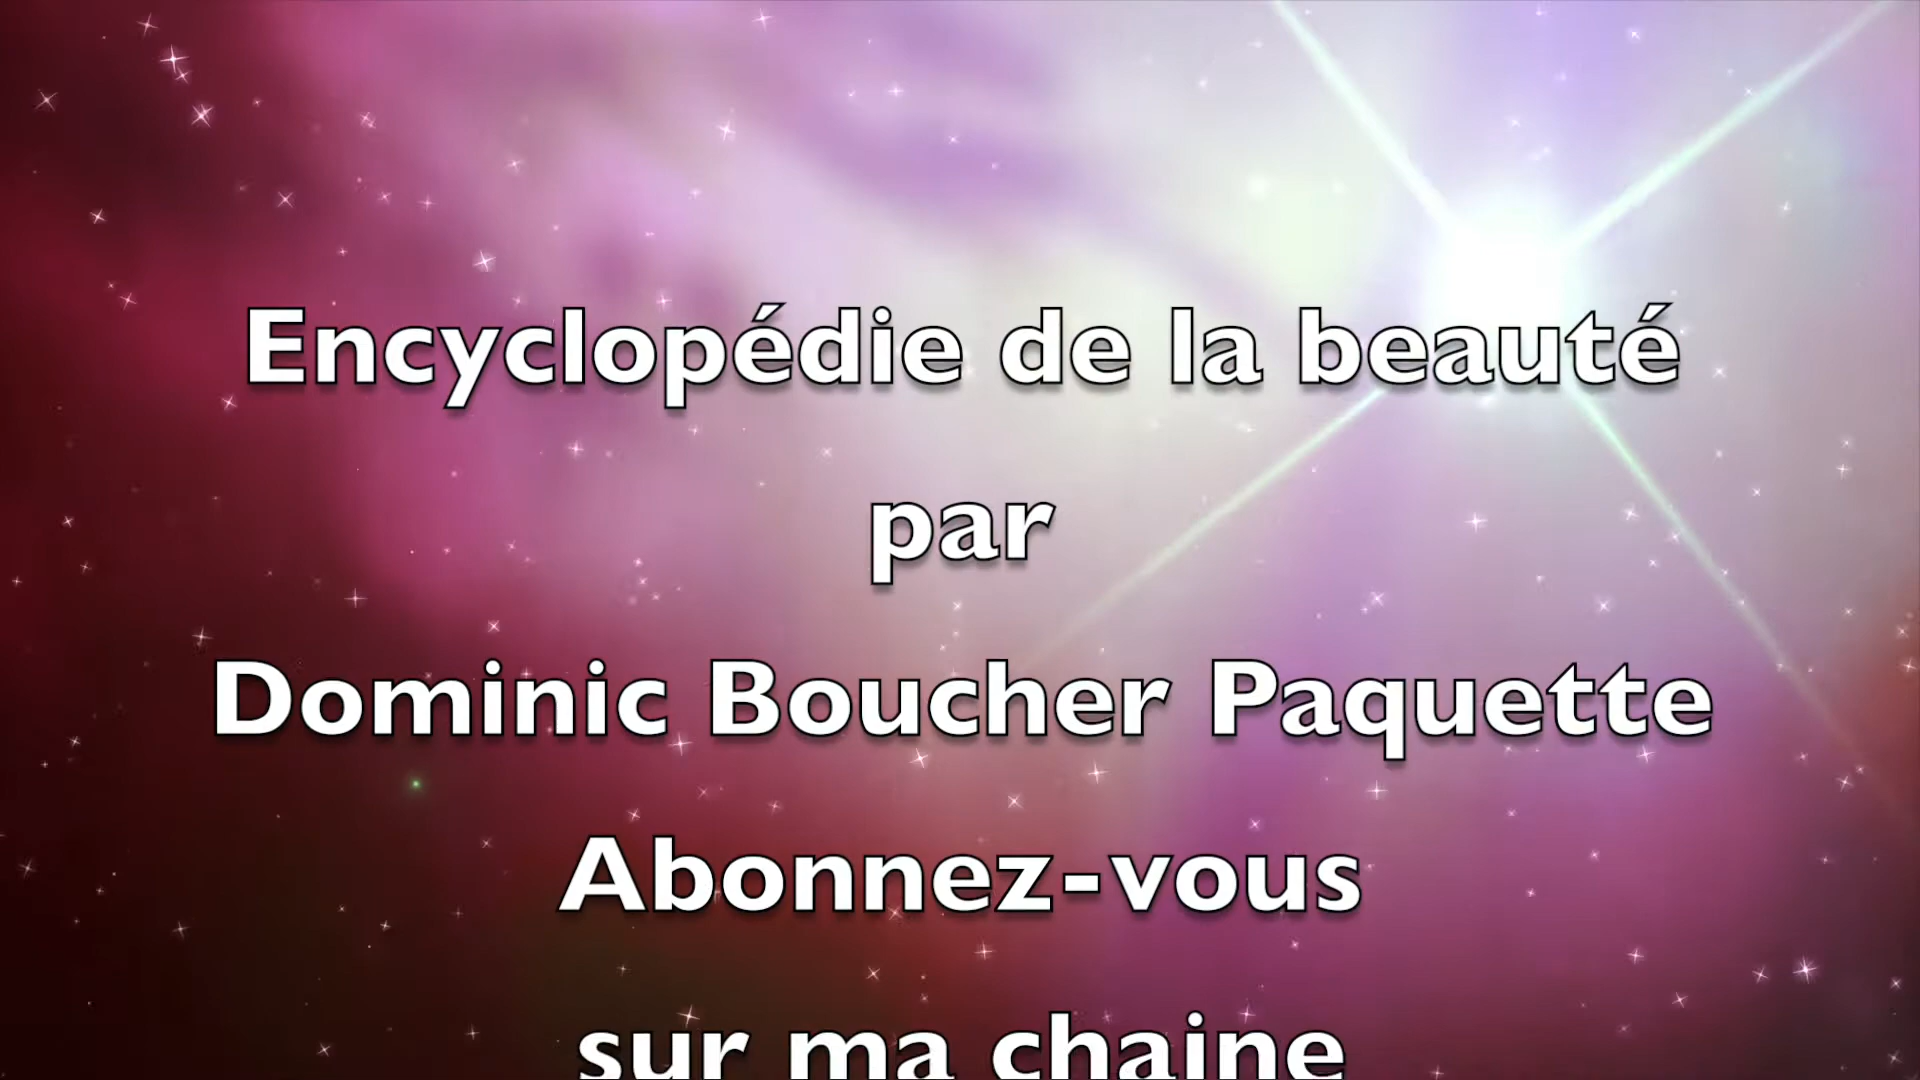 Encyclopédie de la beauté
par
Dominic Boucher Paquette
Abonnez-vous
sur ma chaine